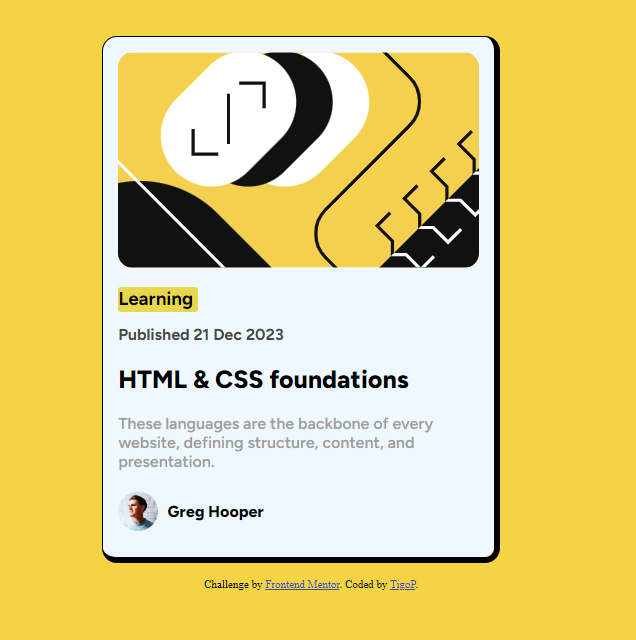 Learning
Published 21 Dec 2023
HTML & CSS foundations
These languages are the backbone of every
website, defining structure, content, and
presentation.
Greg Hooper
Challenge by Frontend Mentor. Coded by TigoP.